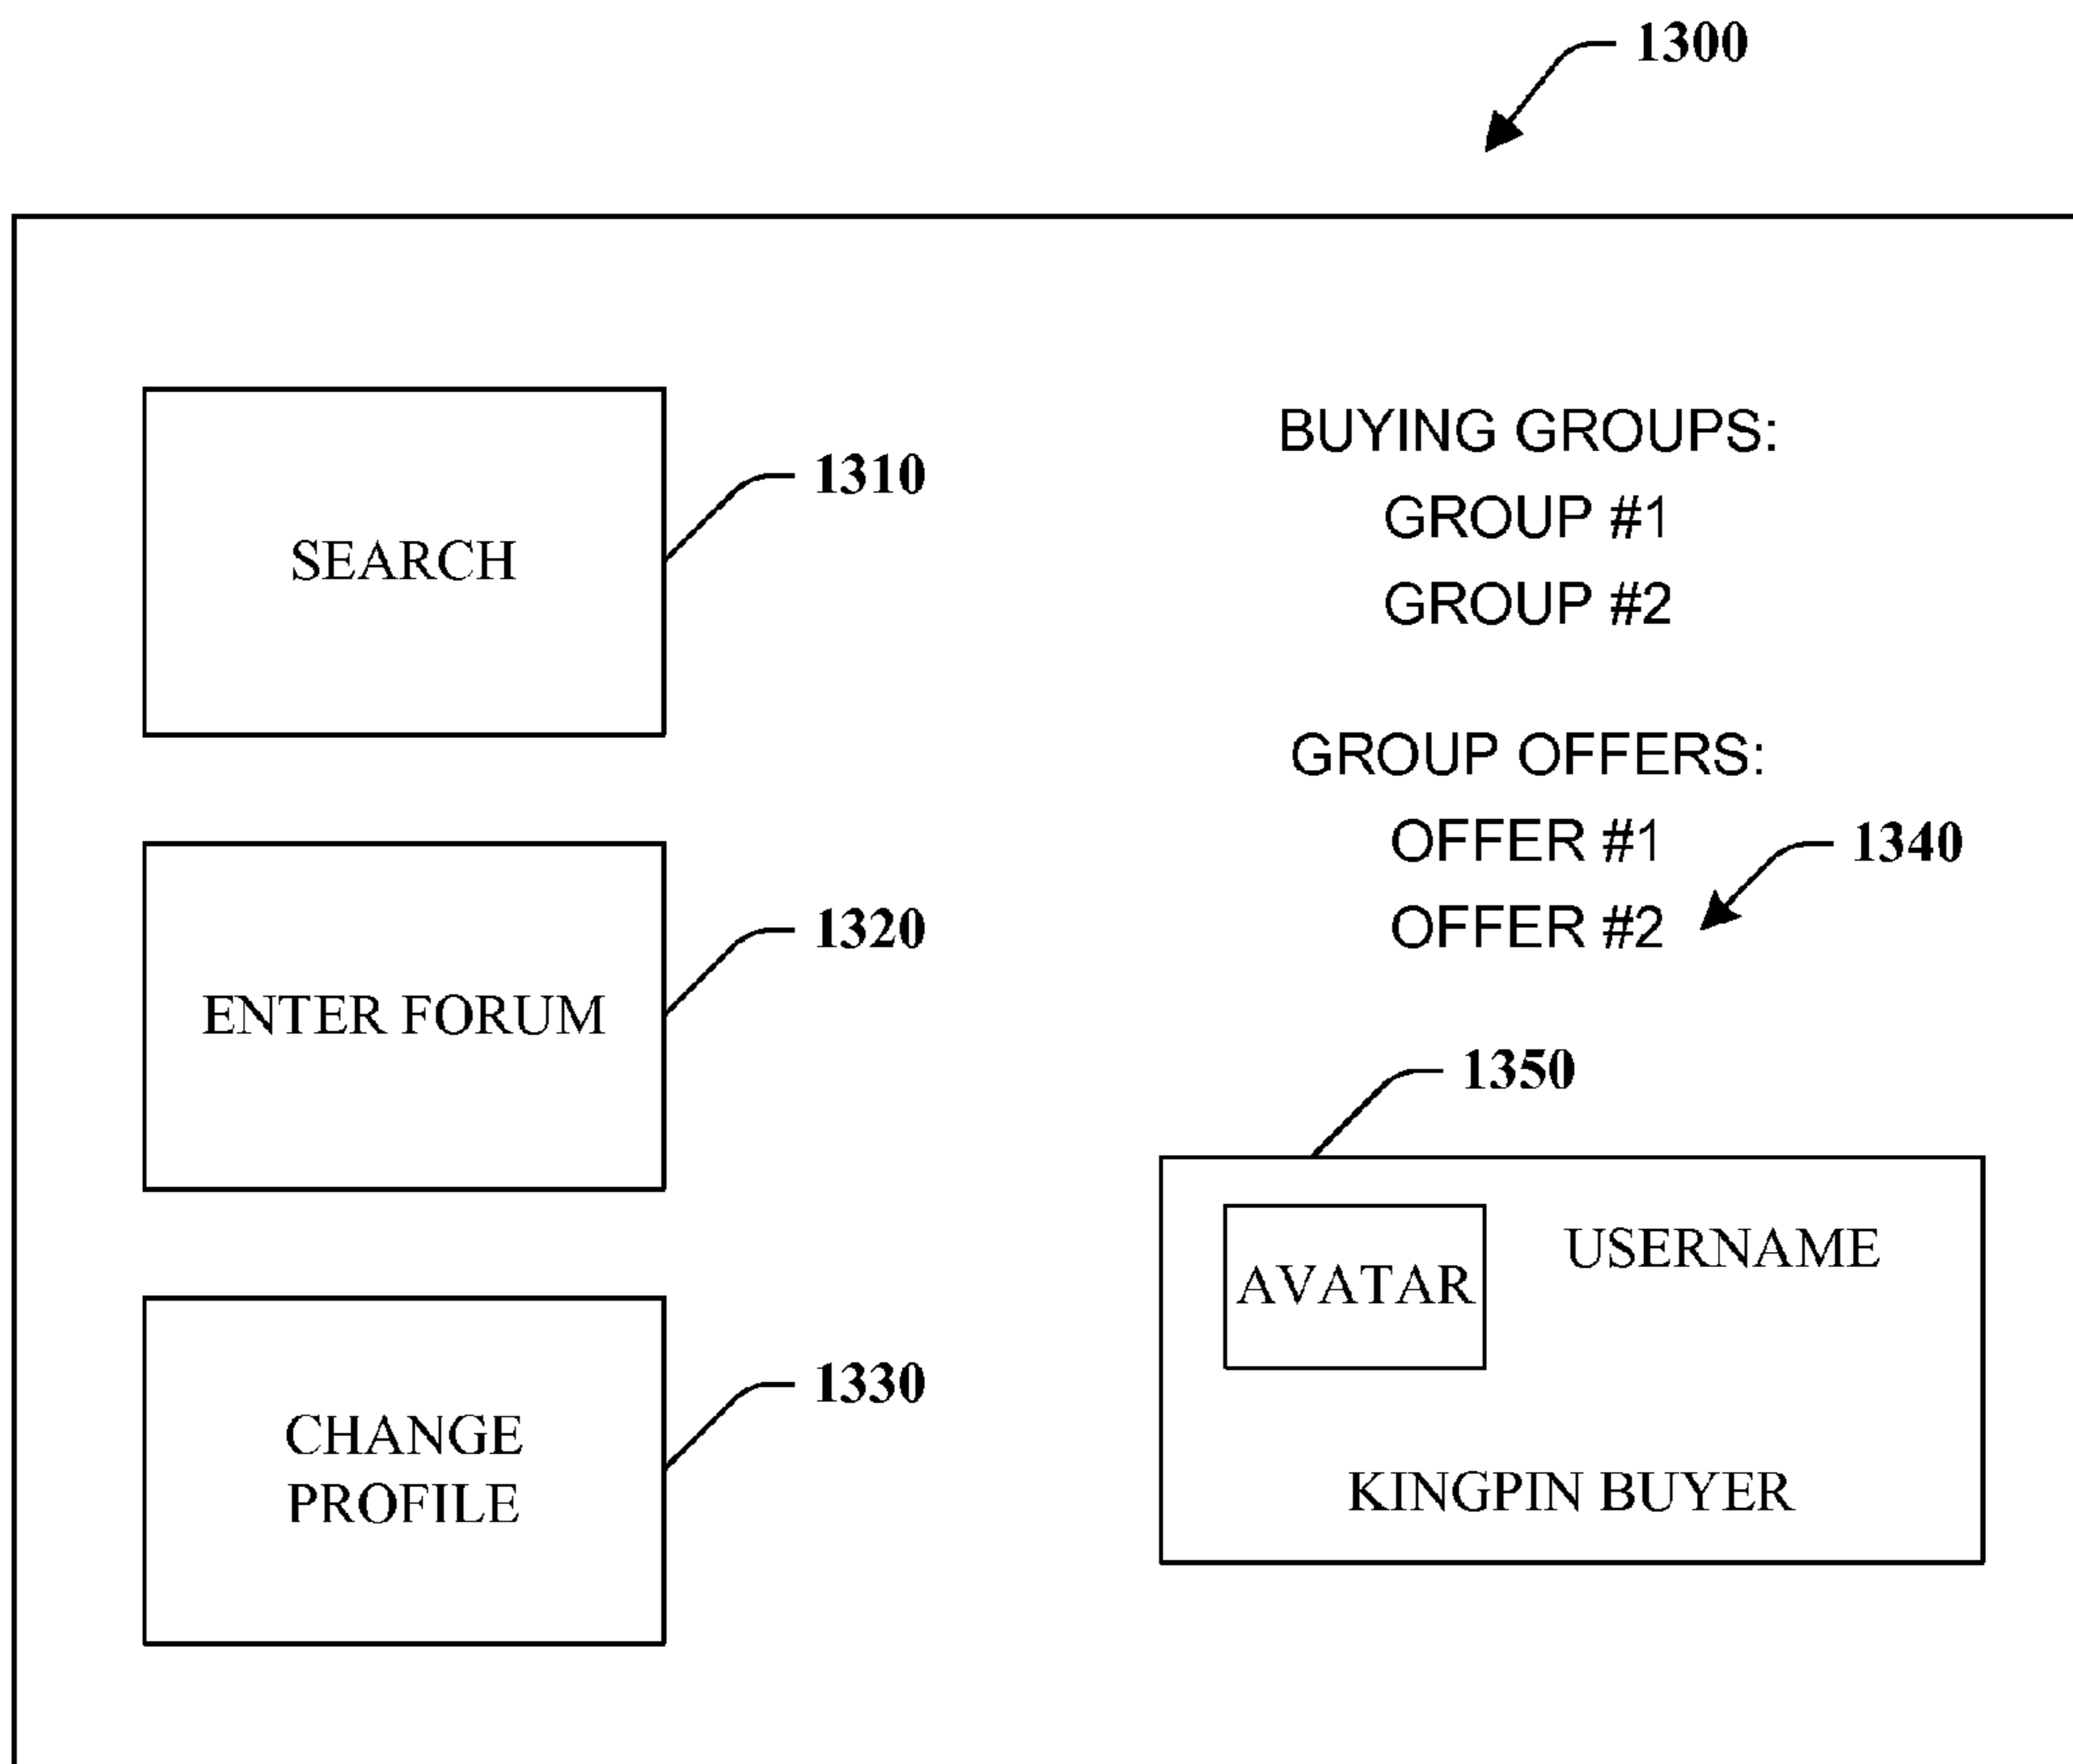 1300
SEARCH
1310
ENTER FORUM
1320
CHANGE
PROFILE
1330
BUYING GROUPS:
GROUP #1
GROUP #2
GROUP OFFERS:
OFFER #1
OFFER #2
1340
1350
AVATAR
USERNAME
KINGPIN BUYER